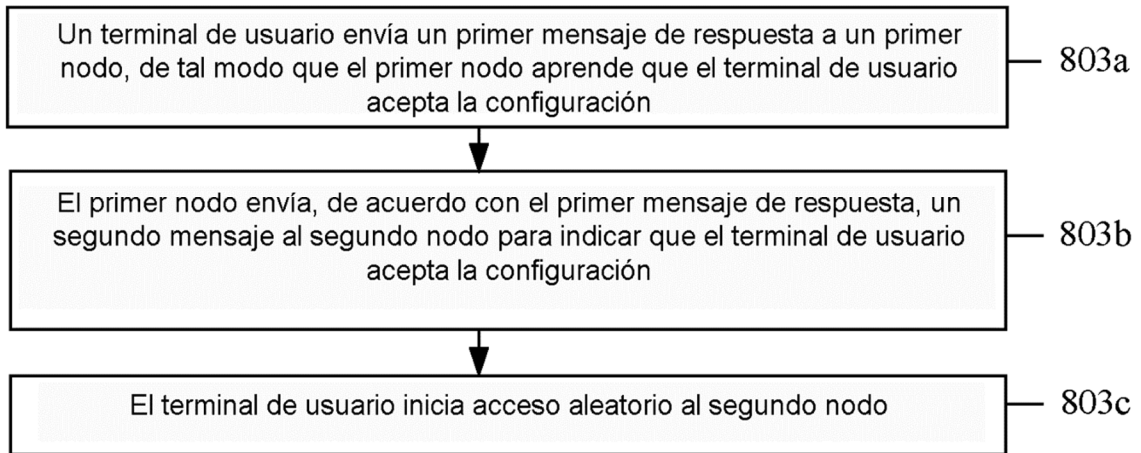 Un terminal de usuario envía un primer mensaje de respuesta a un primer
nodo, de tal modo que el primer nodo aprende que el terminal de usuario
acepta la configuración
803a
El primer nodo envía, de acuerdo con el primer mensaje de respuesta, un
segundo mensaje al segundo nodo para indicar que el terminal de usuario
acepta la configuración
803b
El terminal de usuario inicia acceso aleatorio al segundo nodo
803c